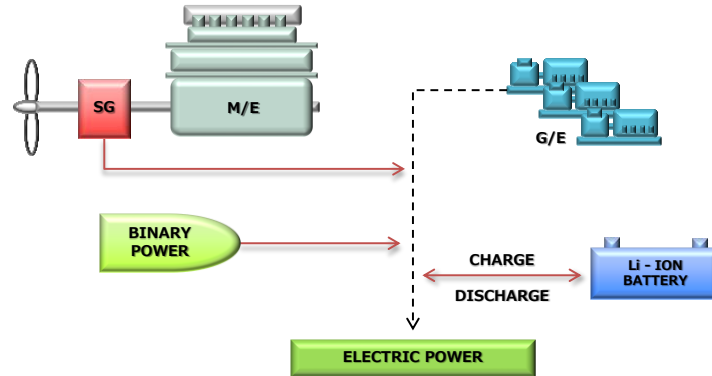 SG
M/E
G/E
BINARY
POWER
CHARGE
DISCHARGE
Li - ION
BATTERY
ELECTRIC POWER